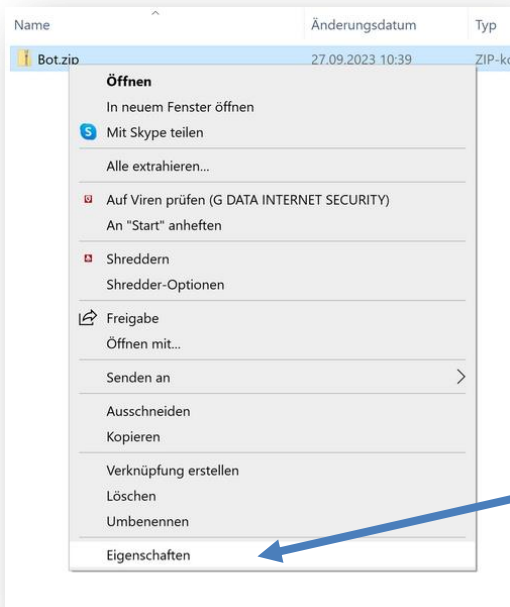 Name Änderungsdatum Typ
Bot.zip 27.09.2023 10:39
Öffnen
In neuem Fenster öffnen
Mit Skype teilen
Alle extrahieren...
Auf Viren prüfen (G DATA INTERNET SECURITY)
An "Start" anheften
Shreddern
Shredder-Optionen
Freigabe
Öffnen mit...
Senden an
Ausschneiden
Kopieren
Verknüpfung erstellen
Löschen
Umbenennen
Eigenschaften